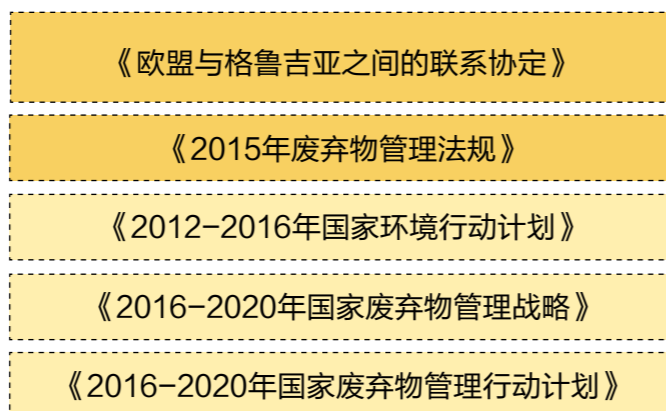 《欧盟与格鲁吉亚之间的联系协定》
《2015年废弃物管理法规》
《2012-2016年国家环境行动计划》
《2016-2020年国家废弃物管理战略》
《2016-2020年国家废弃物管理行动计划》